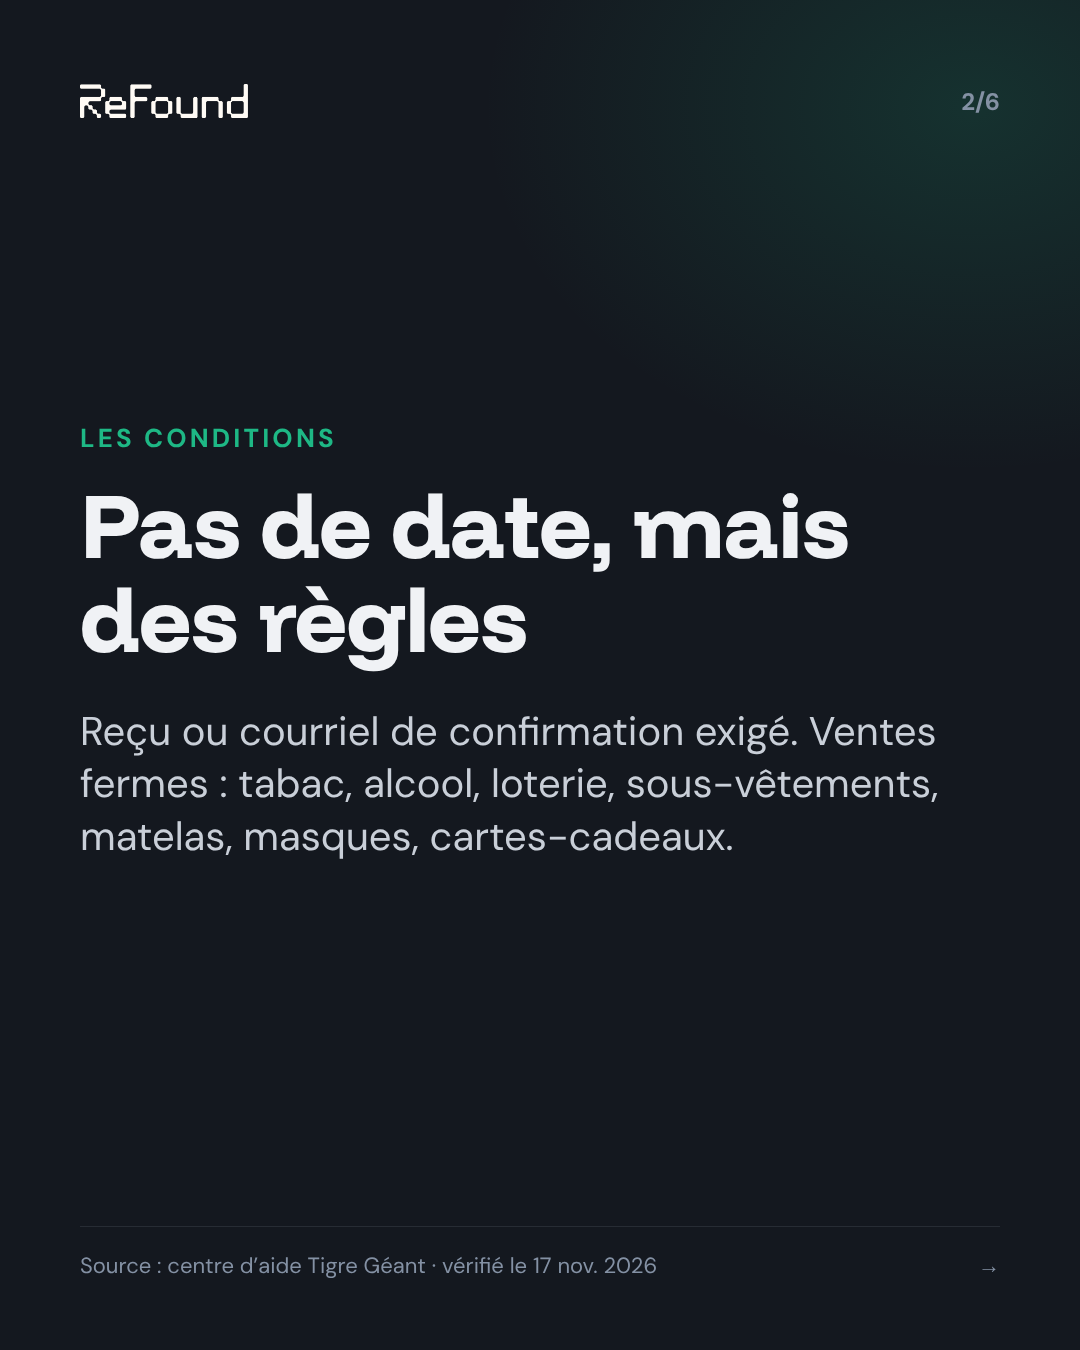 ReFound
2/6
LES CONDITIONS
Pas de date, mais
des règles
Reçu ou courriel de confirmation exigé. Ventes
fermes : tabac, alcool, loterie, sous-vêtements,
matelas, masques, cartes-cadeaux.
Source : centre d’aide Tigre Géant · vérifié le 17 nov. 2026 →